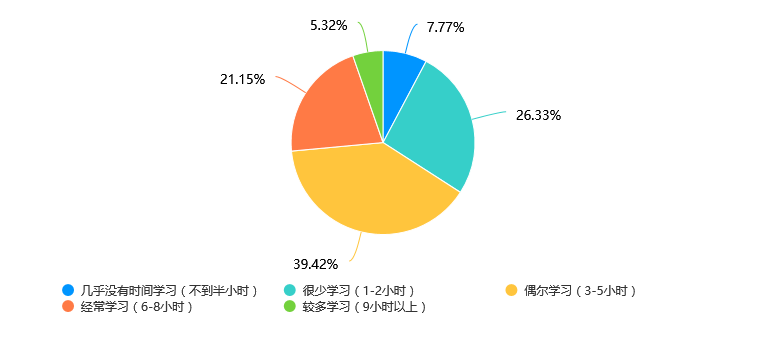 5.32%
7.77%
21.15%
26.33%
39.42%
几乎没有时间学习（不到半小时） 很少学习（1-2小时） 偶尔学习（3-5小时）
经常学习（6-8小时） 较多学习（9小时以上）